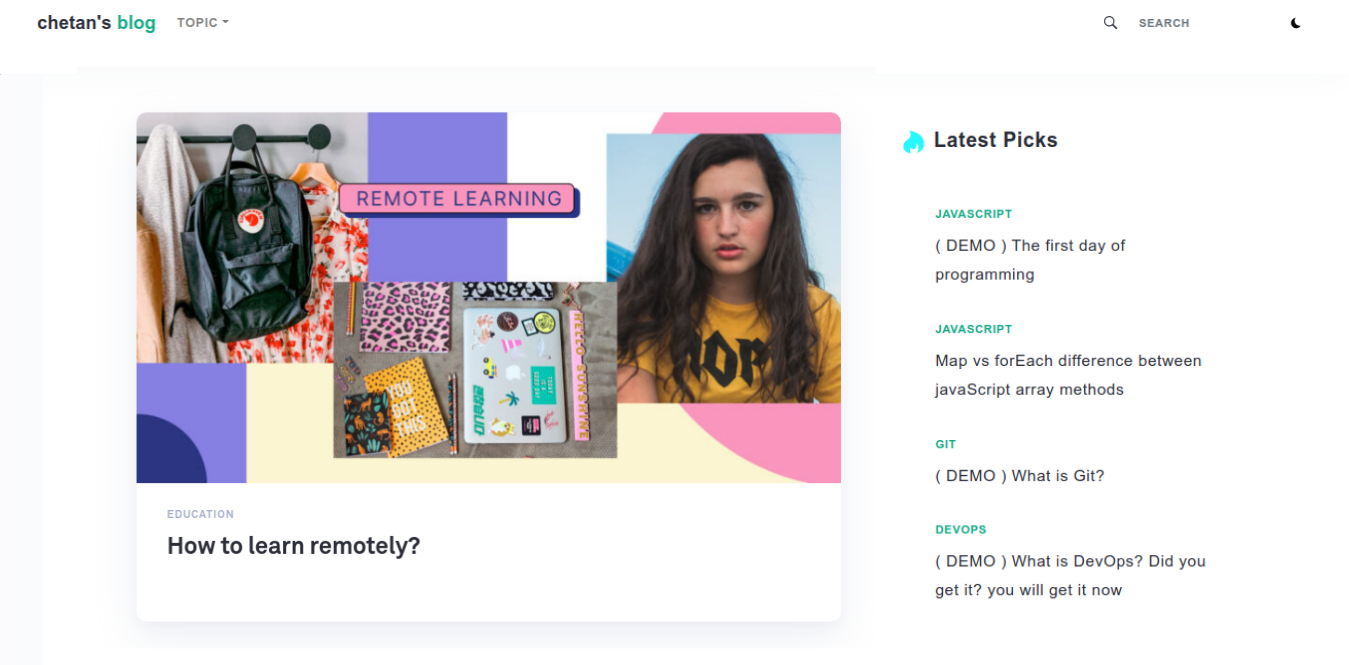 chetan's blog
TOPIC
SEARCH
REMOTE LEARNING
YOU
GOT
THIS
HELLO SUNSHINE
EDUCATION
How to learn remotely?
Latest Picks
JAVASCRIPT
( DEMO ) The first day of
programming
JAVASCRIPT
Map vs forEach difference between
javaScript array methods
GIT
( DEMO ) What is Git?
DEVOPS
( DEMO ) What is DevOps? Did you
get it? you will get it now